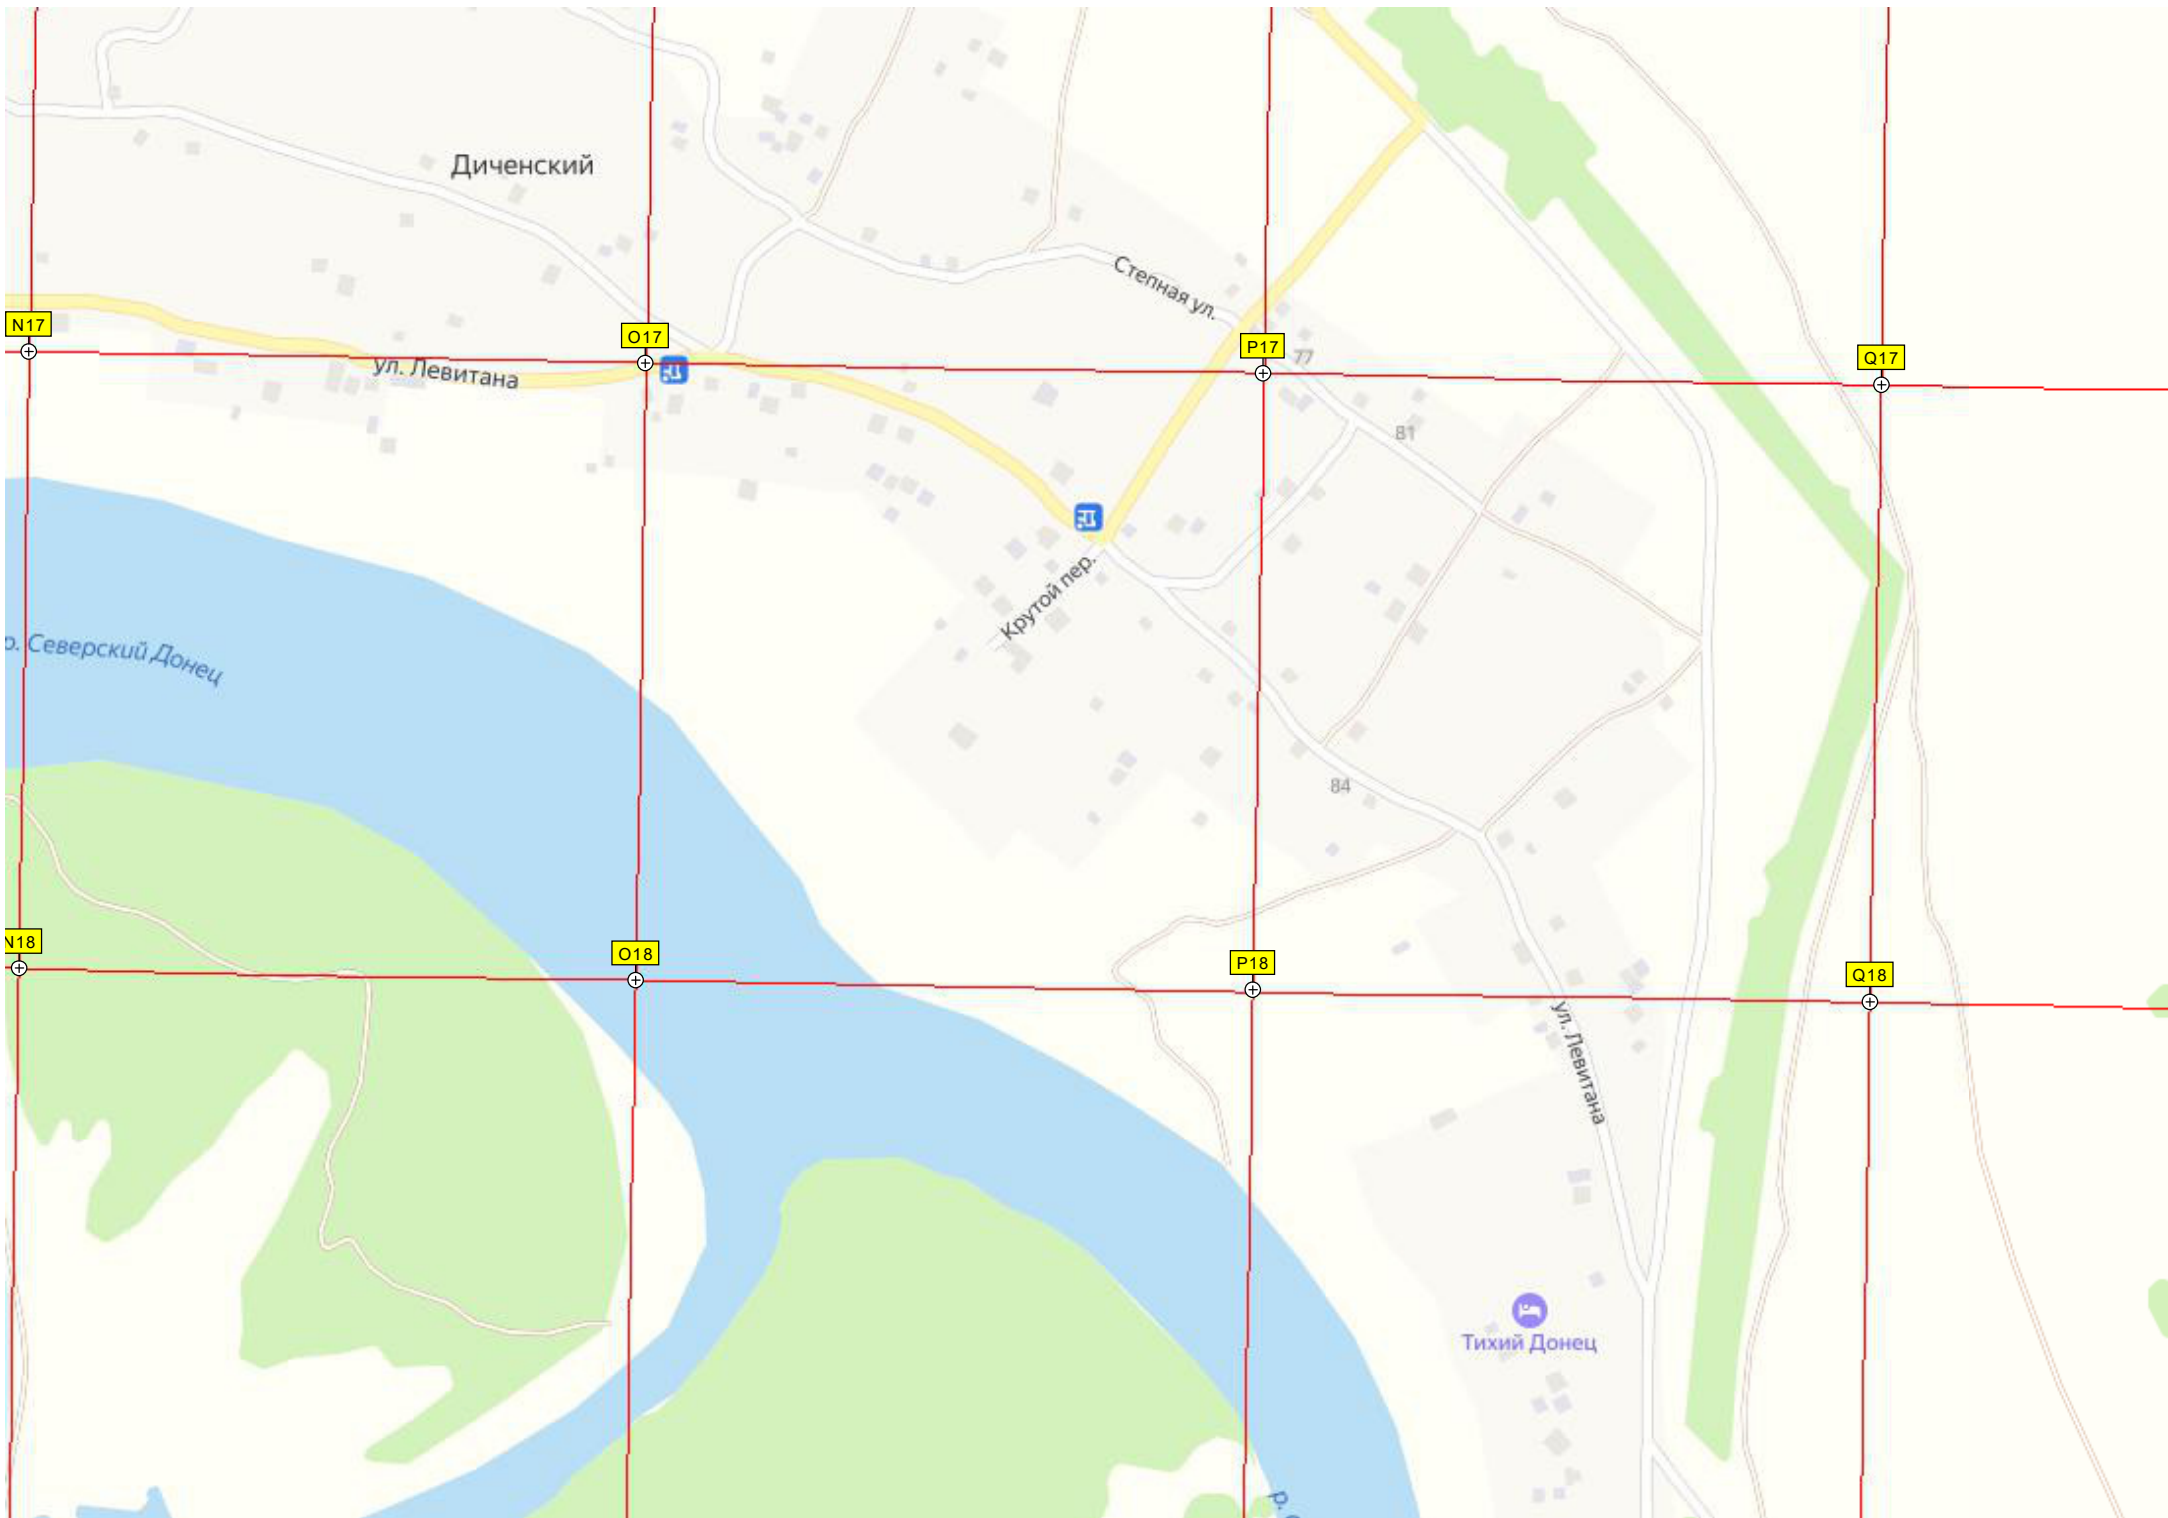 Диченский
Степная ул.
N17
O17
P17
Q17
77
ул. Левитана
81
Крутой пер.
р. Северский Донец
84
N18
O18
P18
Q18
ул. Левитана
Тихий Донец
р.